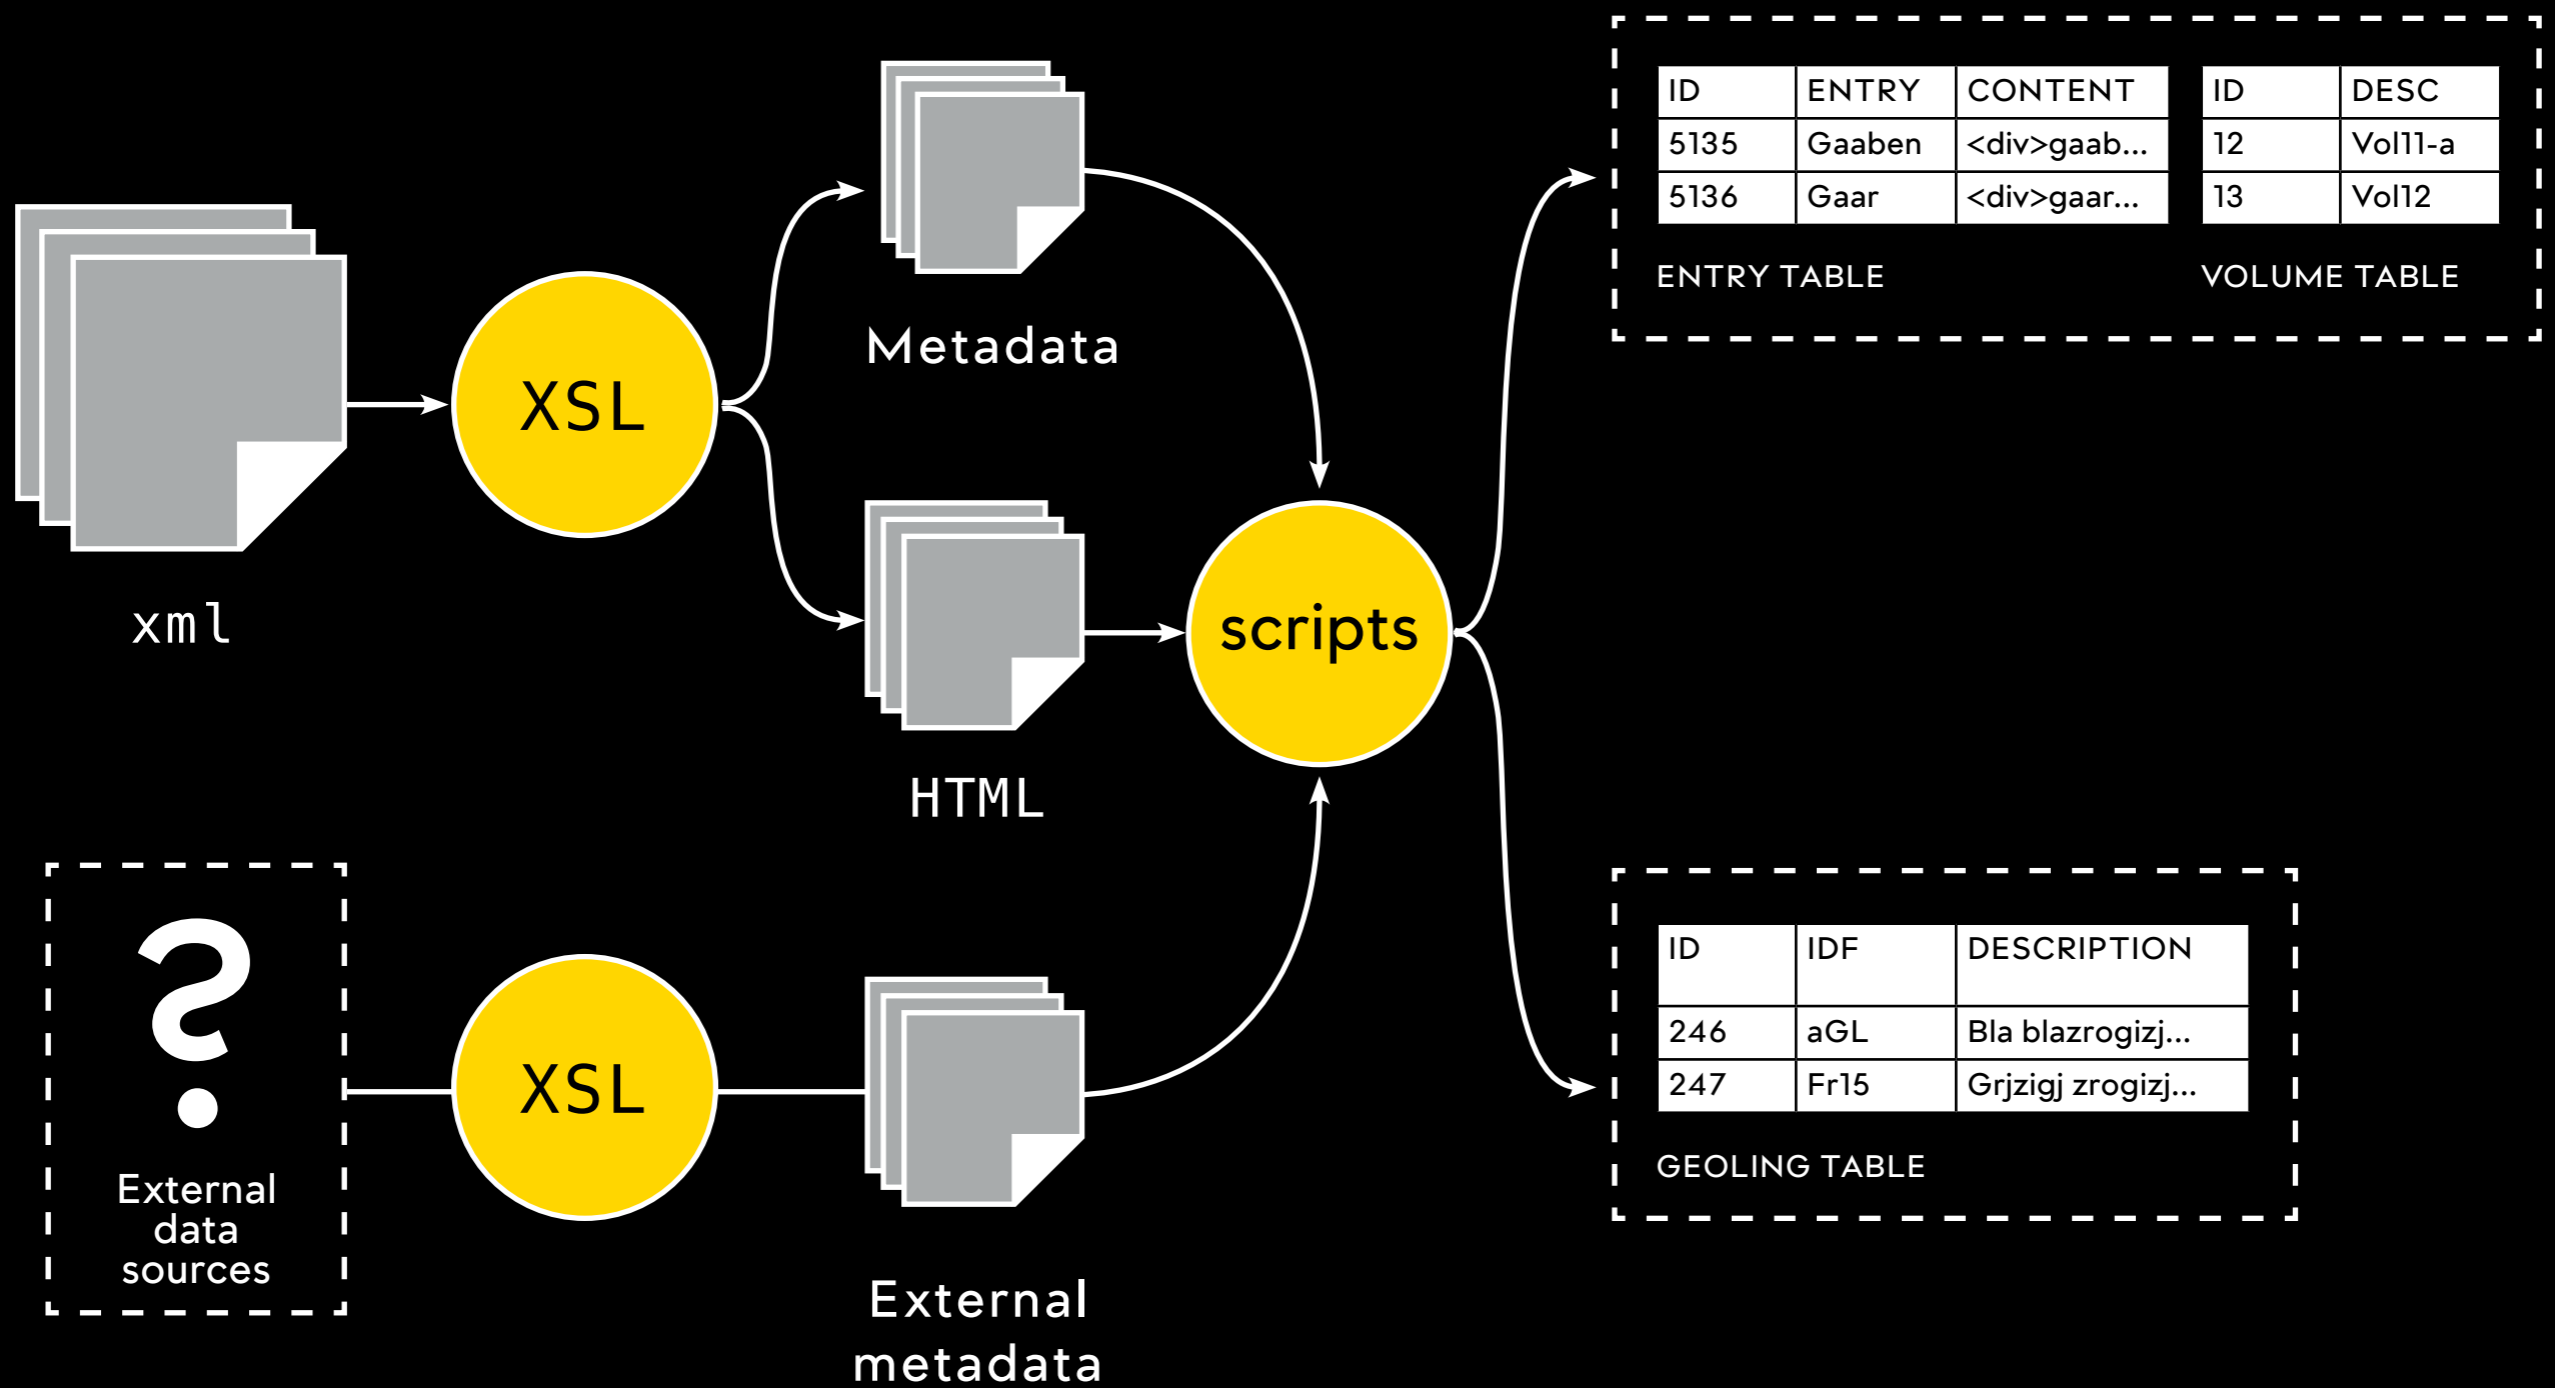 xml
XSL
Metadata
HTML
scripts
ID ENTRY CONTENT
5135 Gaaben <div>gaab...
5136 Gaar <div>gaar...
ENTRY TABLE
ID DESC
12 Vol11-a
13 Vol12
VOLUME TABLE
?
External
data
sources
XSL
External
metadata
ID IDF DESCRIPTION
246 aGL Bla blazrogizj...
247 Fr15 Grjzigj zrogizj...
GEOLING TABLE